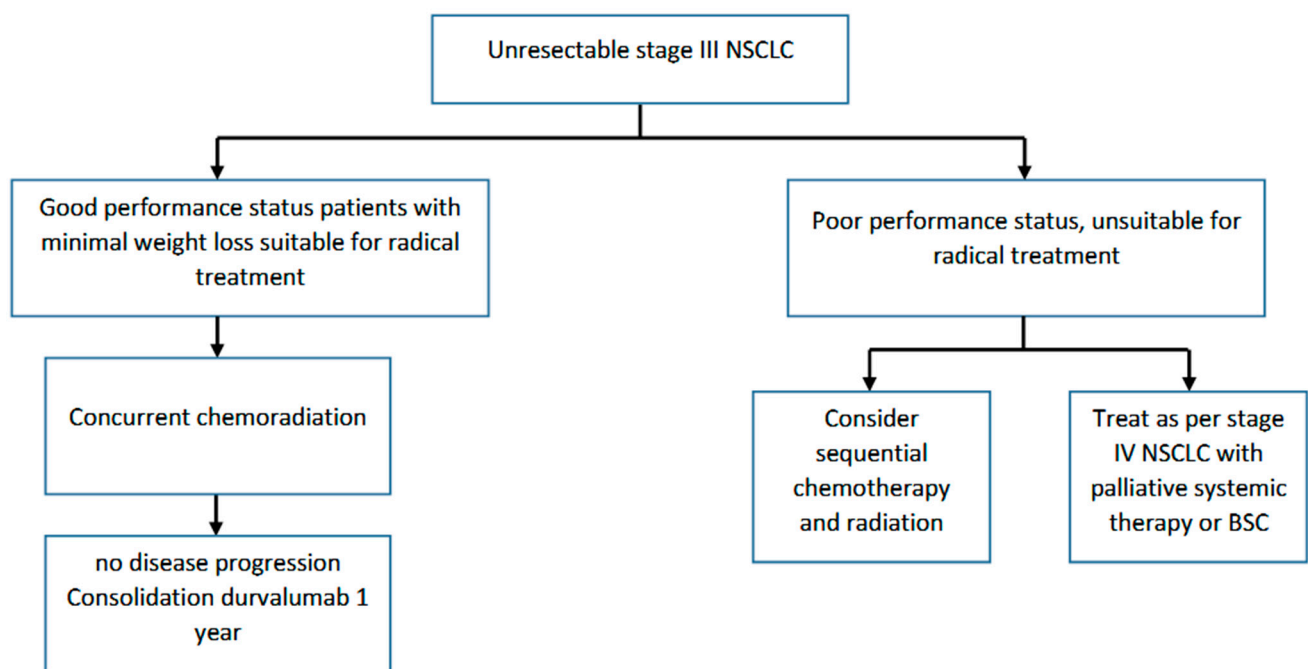 Unresectable stage III NSCLC
Good performance status patients with
minimal weight loss suitable for radical
treatment
Poor performance status, unsuitable for
radical treatment
Concurrent chemoradiation
Consider
sequential
chemotherapy
and radiation
Treat as per stage
IV NSCLC with
palliative systemic
therapy or BSC
no disease progression
Consolidation durvalumab 1
year